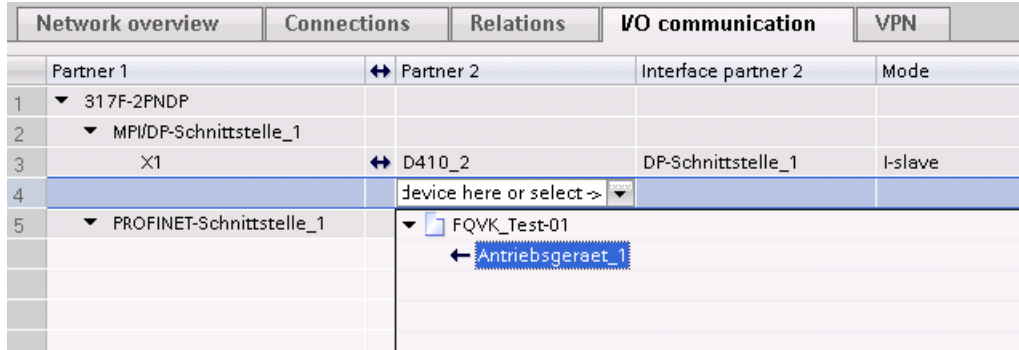 Network overview Connections Relations I/O communication VPN
Partner 1 ↔ Partner 2 Interface partner 2 Mode
1 ▼ 317F-2PNDP
2 ▼ MPI/DP-Schnittstelle_1
3 X1 ↔ D410_2 DP-Schnittstelle_1 I-slave
4 device here or select ->
5 ▼ PROFINET-Schnittstelle_1 ▼ FQVK_Test-01
← Antriebsgeraet_1